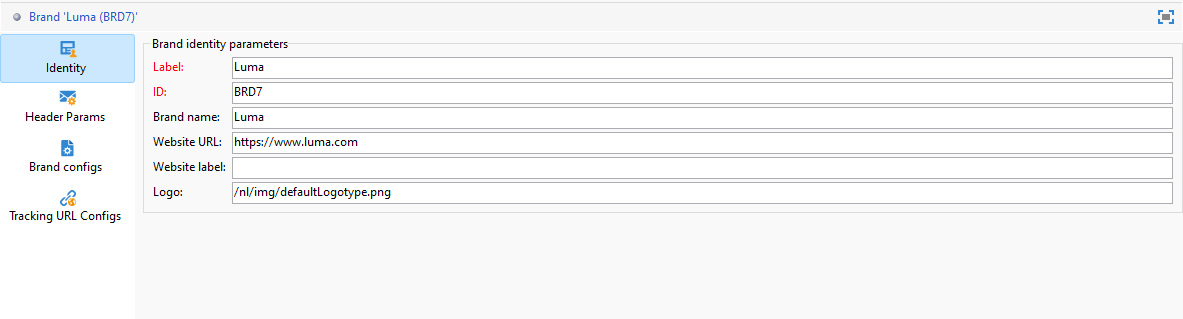 Brand 'Luma (BRD7)'
Identity
Header Params
Brand configs
Tracking URL Configs
Brand identity parameters
Label: Luma
ID: BRD7
Brand name: Luma
Website URL: https://www.luma.com
Website label:
Logo: /nl/img/defaultLogotype.png